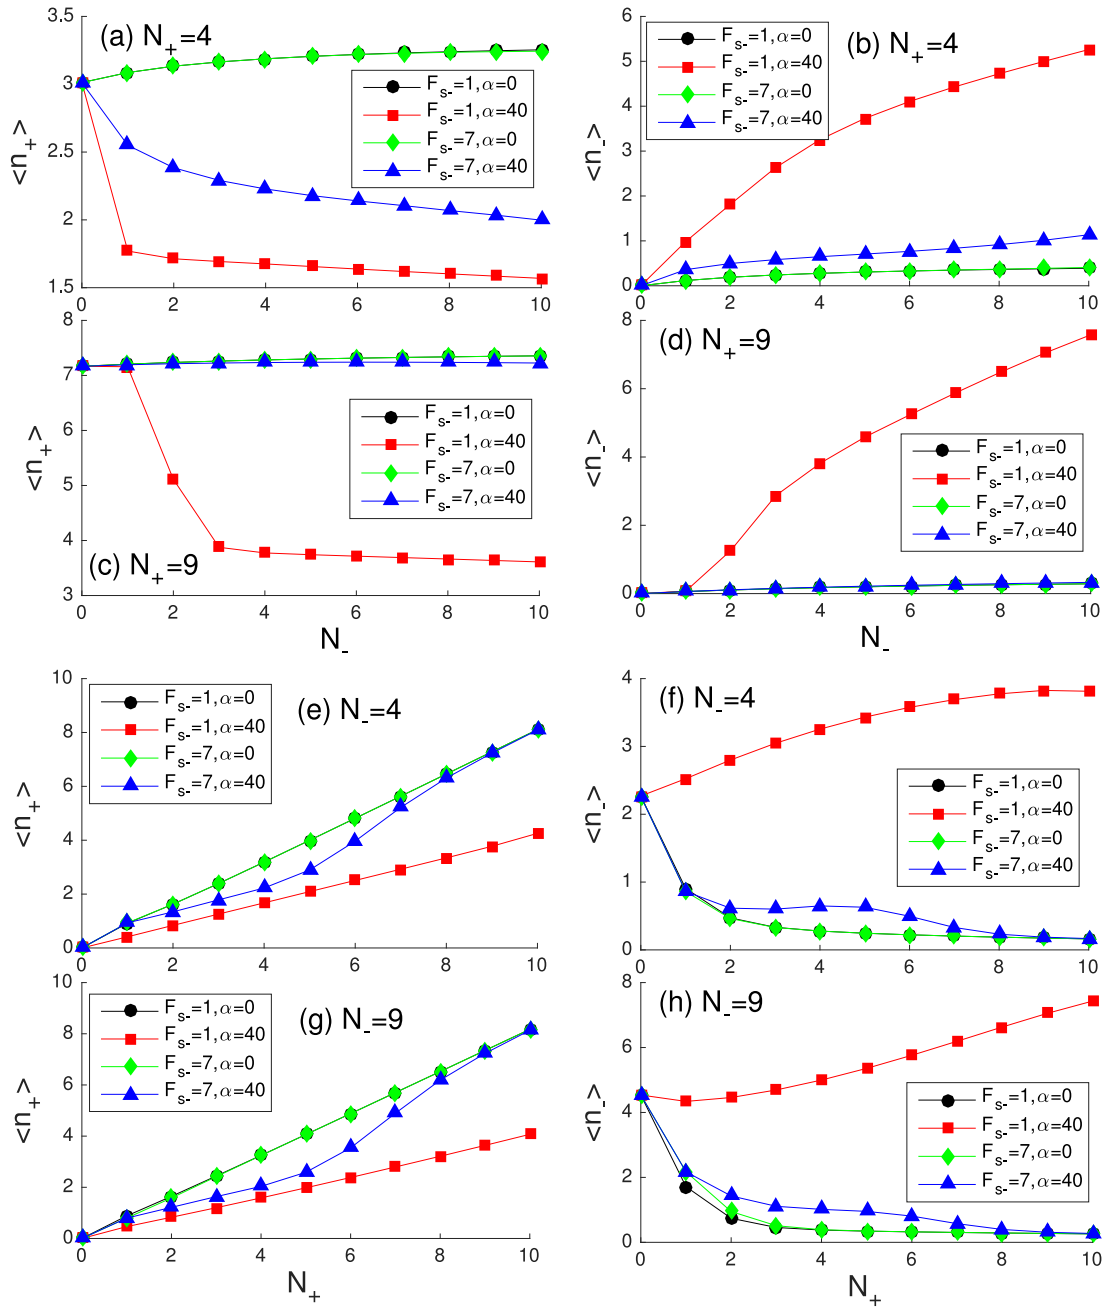 (a) N+=4
<n+>
3.5
3
2.5
2
1.5
0 2 4 6 8 10
Fs-=1,α=0
Fs-=1,α=40
Fs-=7,α=0
Fs-=7,α=40
(b) N+=4
<n->
6
5
4
3
2
1
0
0 2 4 6 8 10
Fs-=1,α=0
Fs-=1,α=40
Fs-=7,α=0
Fs-=7,α=40
(c) N+=9
<n+>
8
7
6
5
4
3
0 2 4 6 8 10
N-
Fs-=1,α=0
Fs-=1,α=40
Fs-=7,α=0
Fs-=7,α=40
(d) N+=9
<n->
8
6
4
2
0
0 2 4 6 8 10
N-
Fs-=1,α=0
Fs-=1,α=40
Fs-=7,α=0
Fs-=7,α=40
(e) N-=4
<n+>
10
8
6
4
2
0
0 2 4 6 8 10
Fs-=1,α=0
Fs-=1,α=40
Fs-=7,α=0
Fs-=7,α=40
(f) N-=4
<n->
4
3
2
1
0
0 2 4 6 8 10
Fs-=1,α=0
Fs-=1,α=40
Fs-=7,α=0
Fs-=7,α=40
(g) N-=9
<n+>
10
8
6
4
2
0
0 2 4 6 8 10
N+
Fs-=1,α=0
Fs-=1,α=40
Fs-=7,α=0
Fs-=7,α=40
(h) N-=9
<n->
8
6
4
2
0
0 2 4 6 8 10
N+
Fs-=1,α=0
Fs-=1,α=40
Fs-=7,α=0
Fs-=7,α=40